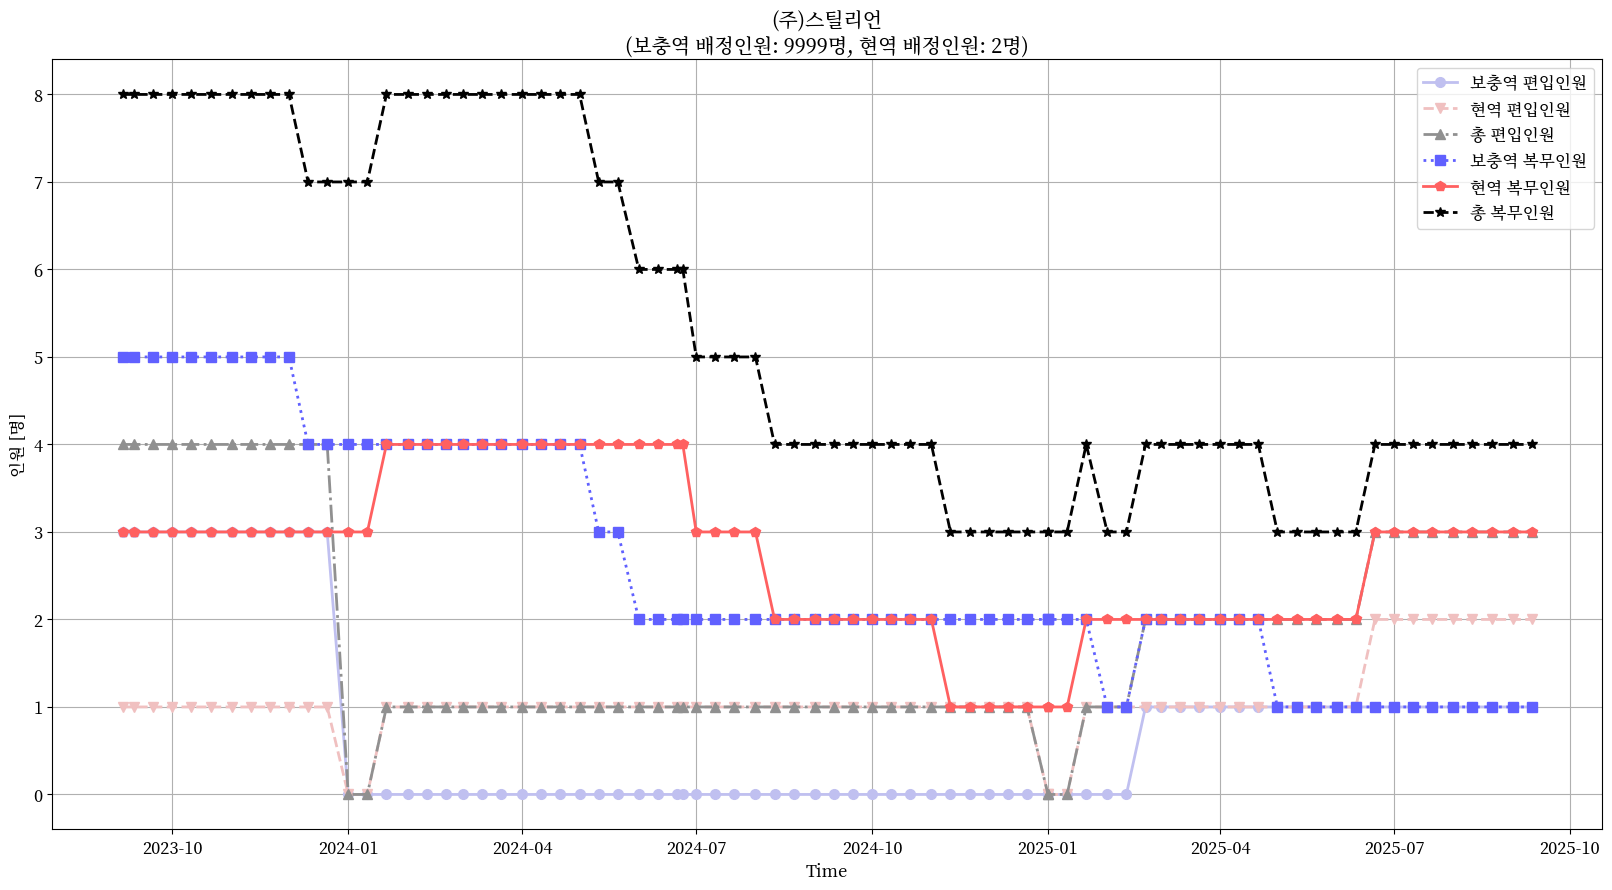 (주)스틸리언
(보충역 배정인원: 9999명, 현역 배정인원: 2명)
보충역 편입인원
현역 편입인원
총 편입인원
보충역 복무인원
현역 복무인원
총 복무인원
인원 [명]
8
7
6
5
4
3
2
1
0
2023-10
2024-01
2024-04
2024-07
2024-10
2025-01
2025-04
2025-07
2025-10
Time